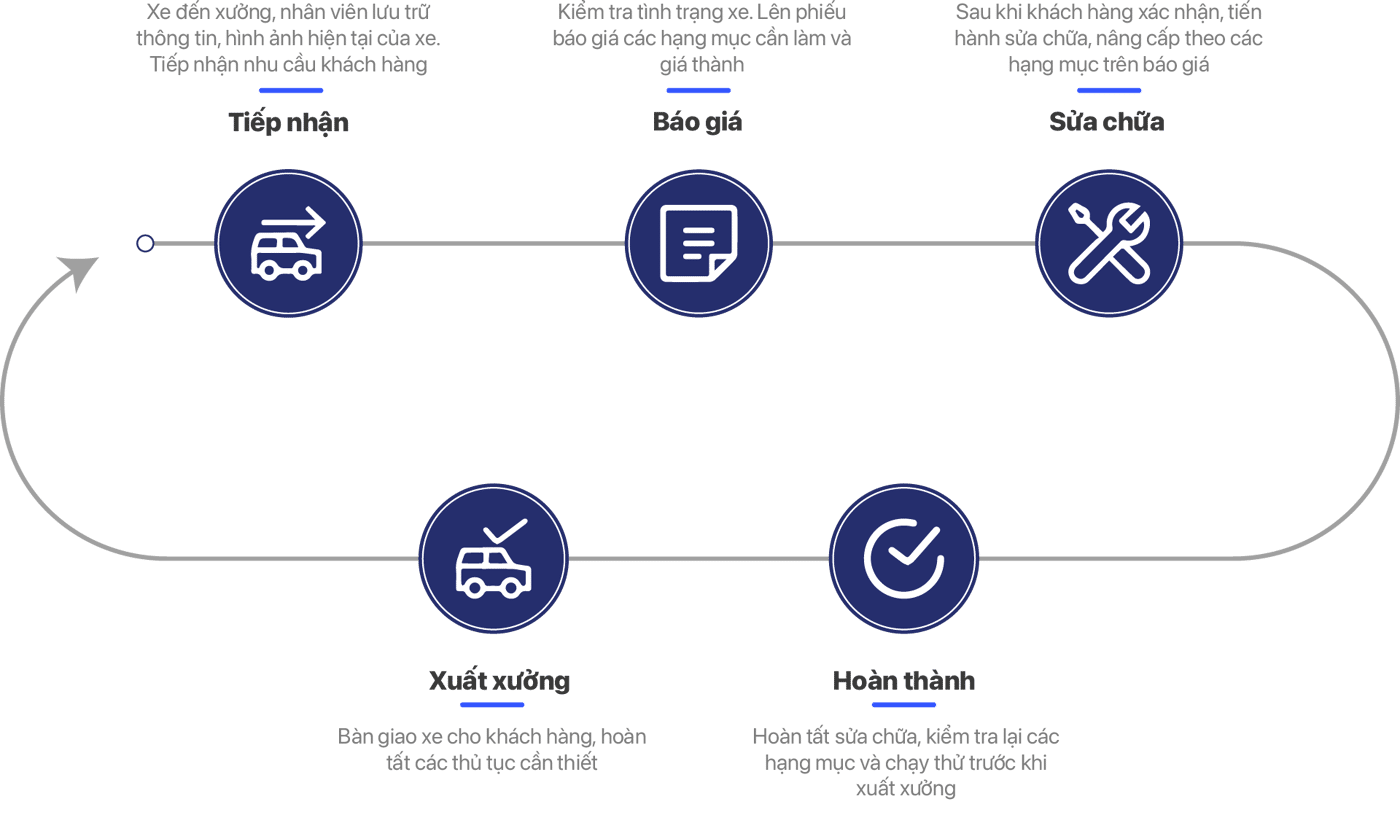 Xe đến xưởng, nhân viên lưu trữ
thông tin, hình ảnh hiện tại của xe.
Tiếp nhận nhu cầu khách hàng
Tiếp nhận
Kiểm tra tình trạng xe. Lên phiếu
báo giá các hạng mục cần làm và
giá thành
Báo giá
Sau khi khách hàng xác nhận, tiến
hành sửa chữa, nâng cấp theo các
hạng mục trên báo giá
Sửa chữa
Xuất xưởng
Bàn giao xe cho khách hàng, hoàn
tất các thủ tục cần thiết
Hoàn thành
Hoàn tất sửa chữa, kiểm tra lại các
hạng mục và chạy thử trước khi
xuất xưởng